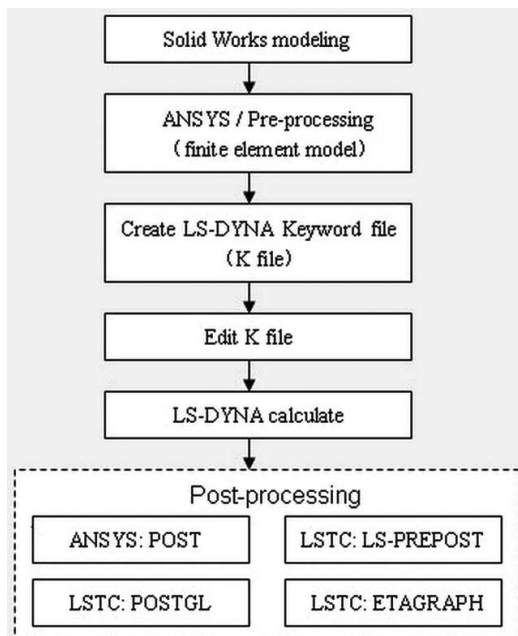 Solid Works modeling
ANSYS / Pre-processing
(finite element model)
Create LS-DYNA Keyword file
(K file)
Edit K file
LS-DYNA calculate
Post-processing
ANSYS: POST
LSTC: LS-PREPOST
LSTC: POSTGL
LSTC: ETAGRAPH